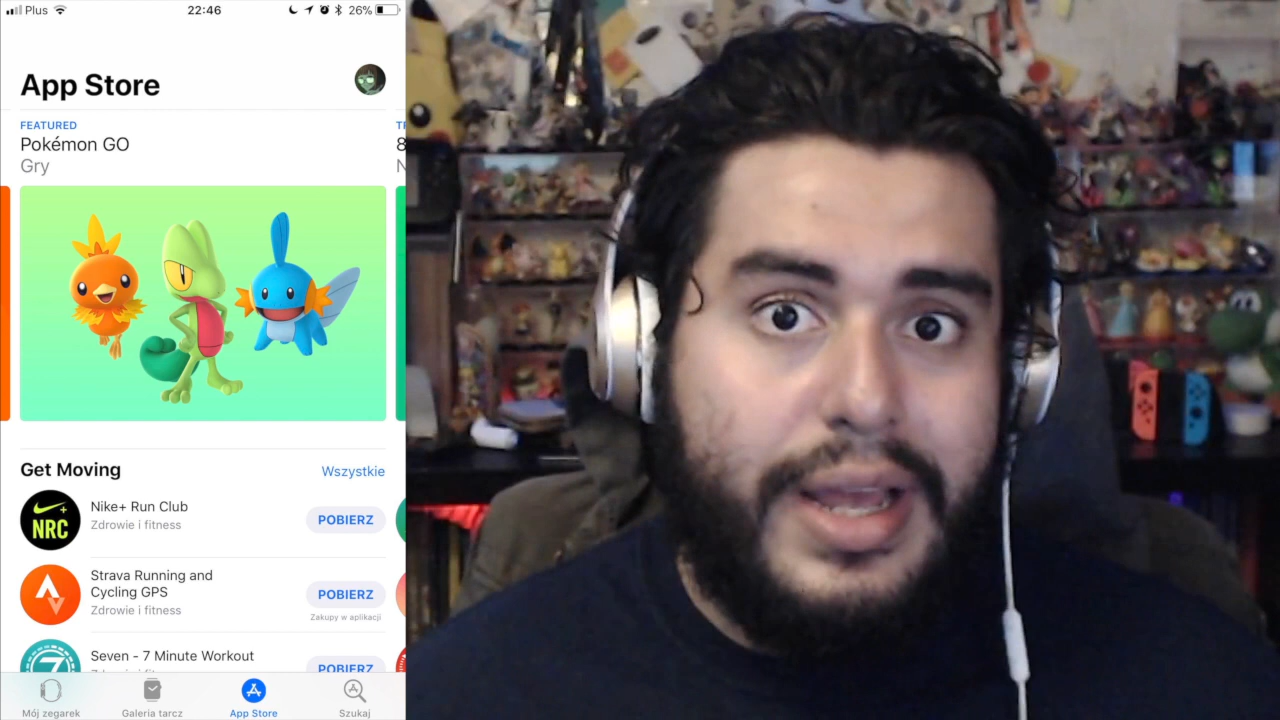 Plus
22:46
26%
App Store
FEATURED
Pokémon GO
Gry
8
Get Moving
Wszystkie
NRC
Nike+ Run Club
Zdrowie i fitness
POBIERZ
Strava Running and
Cycling GPS
Zdrowie i fitness
POBIERZ
Zakupy w aplikacji
7
Seven - 7 Minute Workout
POBIERZ
Mój zegarek
Galeria tarcz
App Store
Szukaj